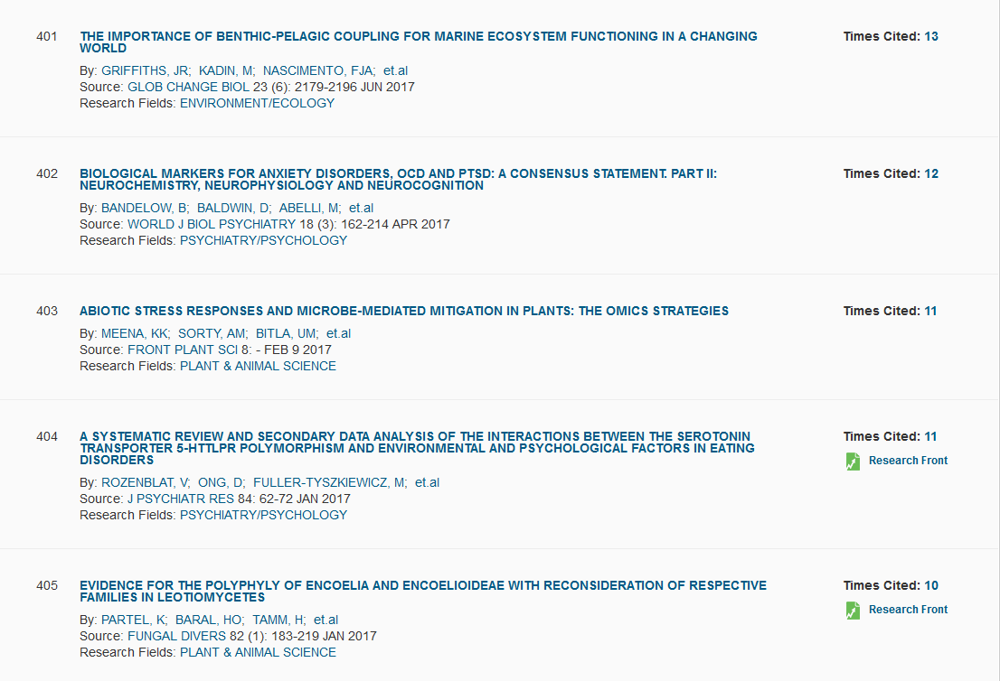 401
THE IMPORTANCE OF BENTHIC-PELAGIC COUPLING FOR MARINE ECOSYSTEM FUNCTIONING IN A CHANGING
WORLD
Times Cited: 13
By: GRIFFITHS, JR; KADIN, M; NASCIMENTO, FJA; et.al
Source: GLOB CHANGE BIOL 23 (6): 2179-2196 JUN 2017
Research Fields: ENVIRONMENT/ECOLOGY
402
BIOLOGICAL MARKERS FOR ANXIETY DISORDERS, OCD AND PTSD: A CONSENSUS STATEMENT. PART II:
NEUROCHEMISTRY, NEUROPHYSIOLOGY AND NEUROCOGNITION
Times Cited: 12
By: BANDELOW, B; BALDWIN, D; ABELLI, M; et.al
Source: WORLD J BIOL PSYCHIATRY 18 (3): 162-214 APR 2017
Research Fields: PSYCHIATRY/PSYCHOLOGY
403
ABIOTIC STRESS RESPONSES AND MICROBE-MEDIATED MITIGATION IN PLANTS: THE OMICS STRATEGIES
Times Cited: 11
By: MEENA, KK; SORTY, AM; BITLA, UM; et.al
Source: FRONT PLANT SCI 8: - FEB 9 2017
Research Fields: PLANT & ANIMAL SCIENCE
404
A SYSTEMATIC REVIEW AND SECONDARY DATA ANALYSIS OF THE INTERACTIONS BETWEEN THE SEROTONIN
TRANSPORTER 5-HTTLPR POLYMORPHISM AND ENVIRONMENTAL AND PSYCHOLOGICAL FACTORS IN EATING
DISORDERS
Times Cited: 11
Research Front
By: ROZENBLAT, V; ONG, D; FULLER-TYSZKIEWICZ, M; et.al
Source: J PSYCHIATR RES 84: 62-72 JAN 2017
Research Fields: PSYCHIATRY/PSYCHOLOGY
405
EVIDENCE FOR THE POLYPHYLY OF ENCOELIA AND ENCOELIOIDEAE WITH RECONSIDERATION OF RESPECTIVE
FAMILIES IN LEOTIOMYCETES
Times Cited: 10
Research Front
By: PARTEL, K; BARAL, HO; TAMM, H; et.al
Source: FUNGAL DIVERS 82 (1): 183-219 JAN 2017
Research Fields: PLANT & ANIMAL SCIENCE